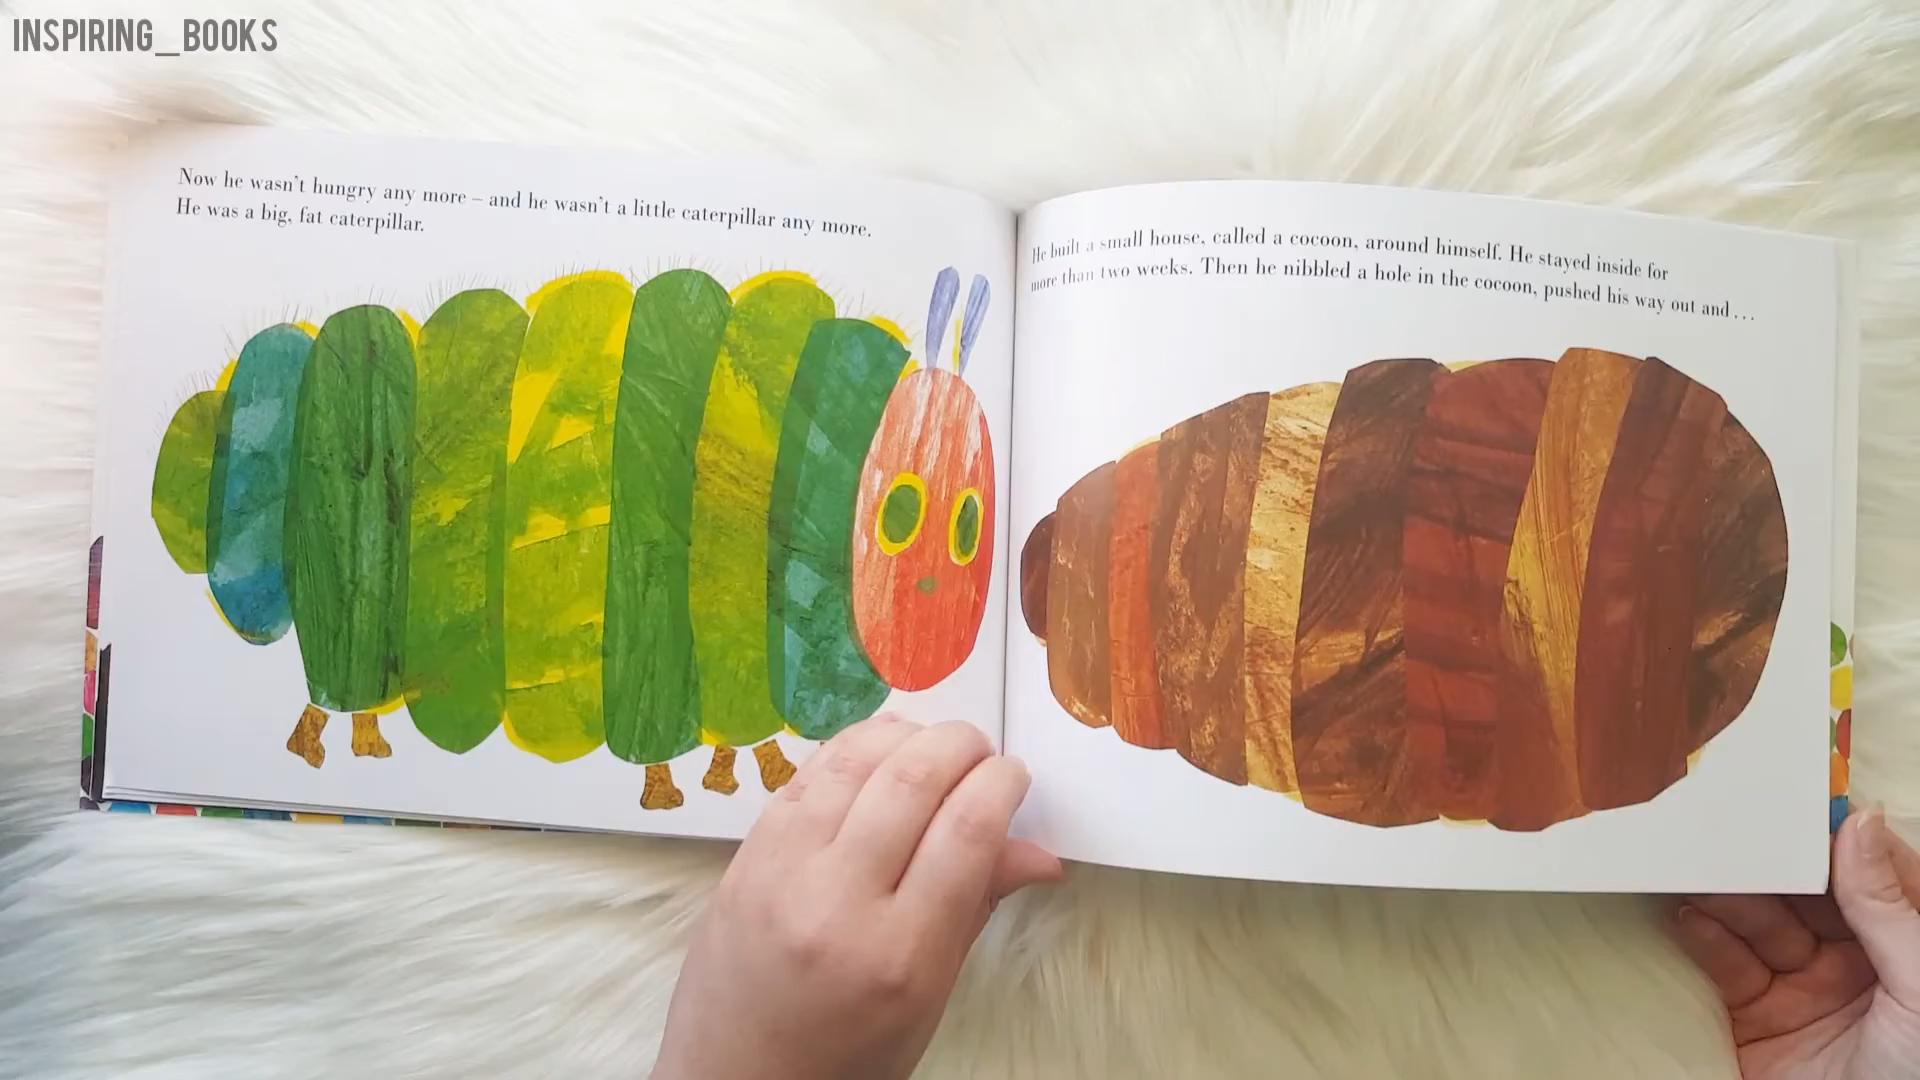 INSPIRING_BOOKS
Now he wasn't hungry any more – and he wasn't a little caterpillar any more.
He was a big, fat caterpillar.
He built a small house, called a cocoon, around himself. He stayed inside for
more than two weeks. Then he nibbled a hole in the cocoon, pushed his way out and . . .